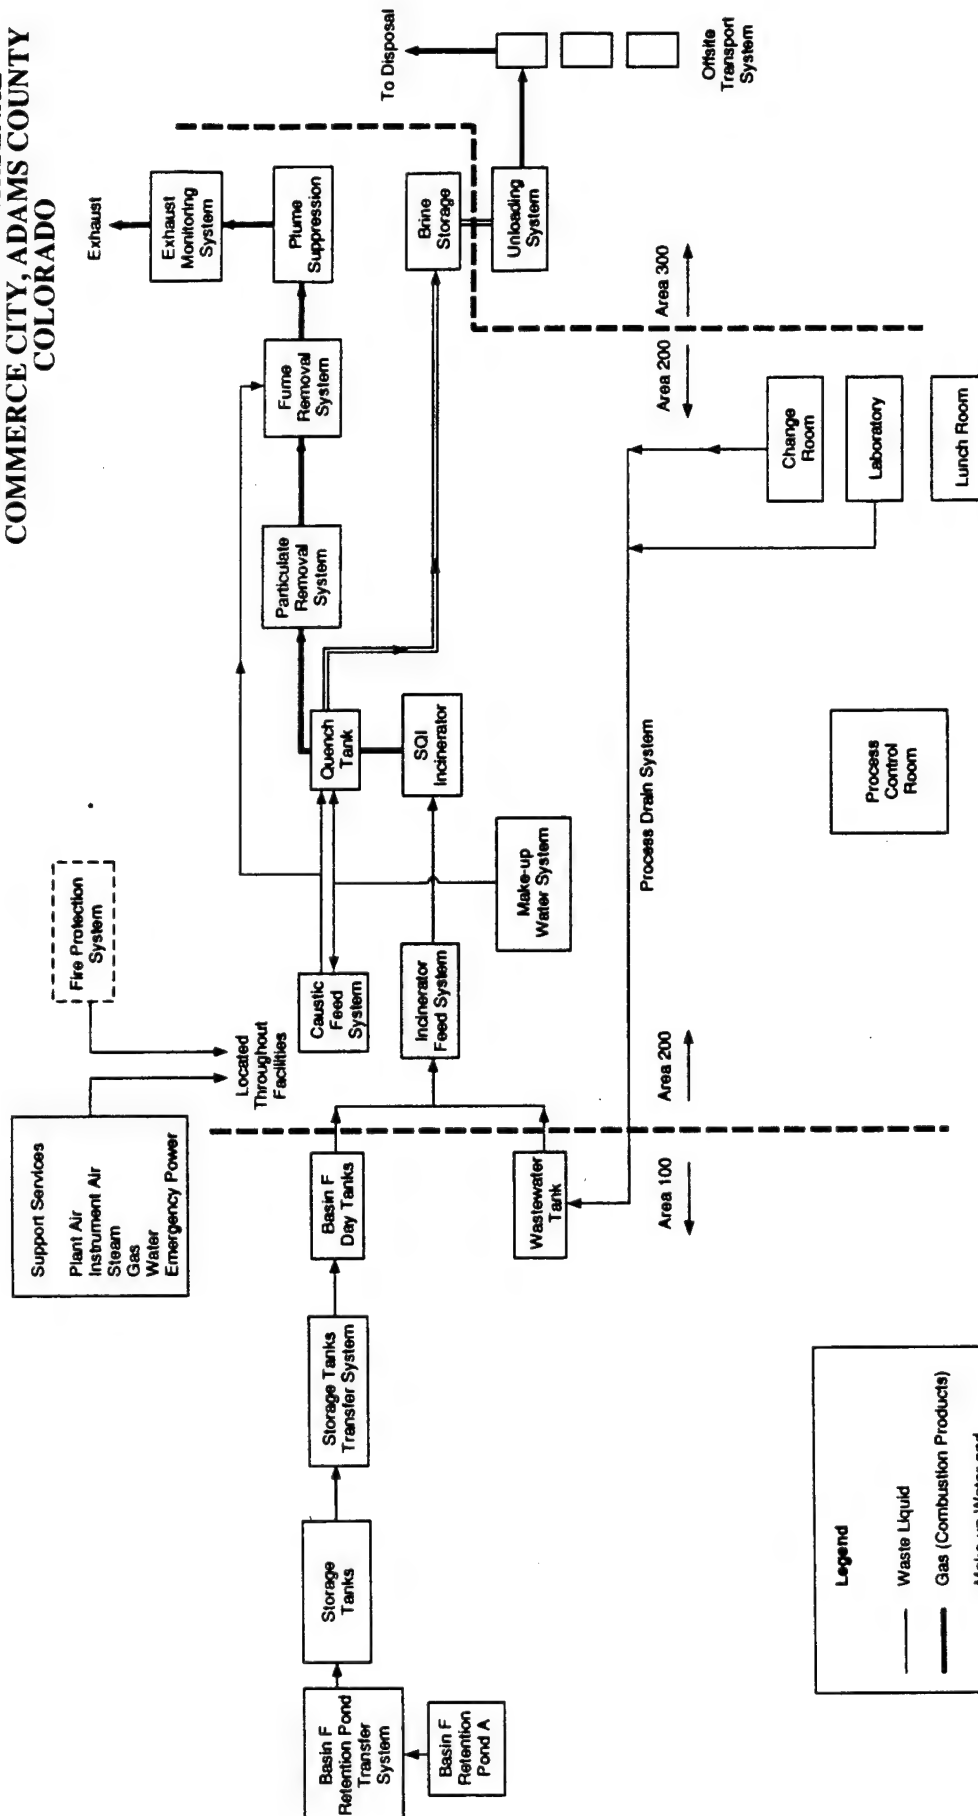 COMMERCE CITY, ADAMS COUNTY
COLORADO
Support Services
Plant Air
Instrument Air
Steam
Gas
Water
Emergency Power
Fire Protection
System
Located
Throughout
Facilities
Exhaust
Exhaust
Monitoring
System
Plume
Suppression
Fume
Removal
System
Particulate
Removal
System
Quench
Tank
SQI
Incinerator
Caustic
Feed
System
Incinerator
Feed System
Make-up
Water System
Brine
Storage
Unloading
System
To Disposal
Offsite
Transport
System
Basin F
Retention Pond
Transfer
System
Basin F
Retention
Pond A
Storage
Tanks
Storage Tanks
Transfer System
Basin F
Day Tanks
Wastewater
Tank
Area 100
Area 200
Area 200
Area 300
Process Drain System
Change
Room
Laboratory
Lunch Room
Process
Control
Room
Legend
Waste Liquid
Gas (Combustion Products)
Make-up Water and